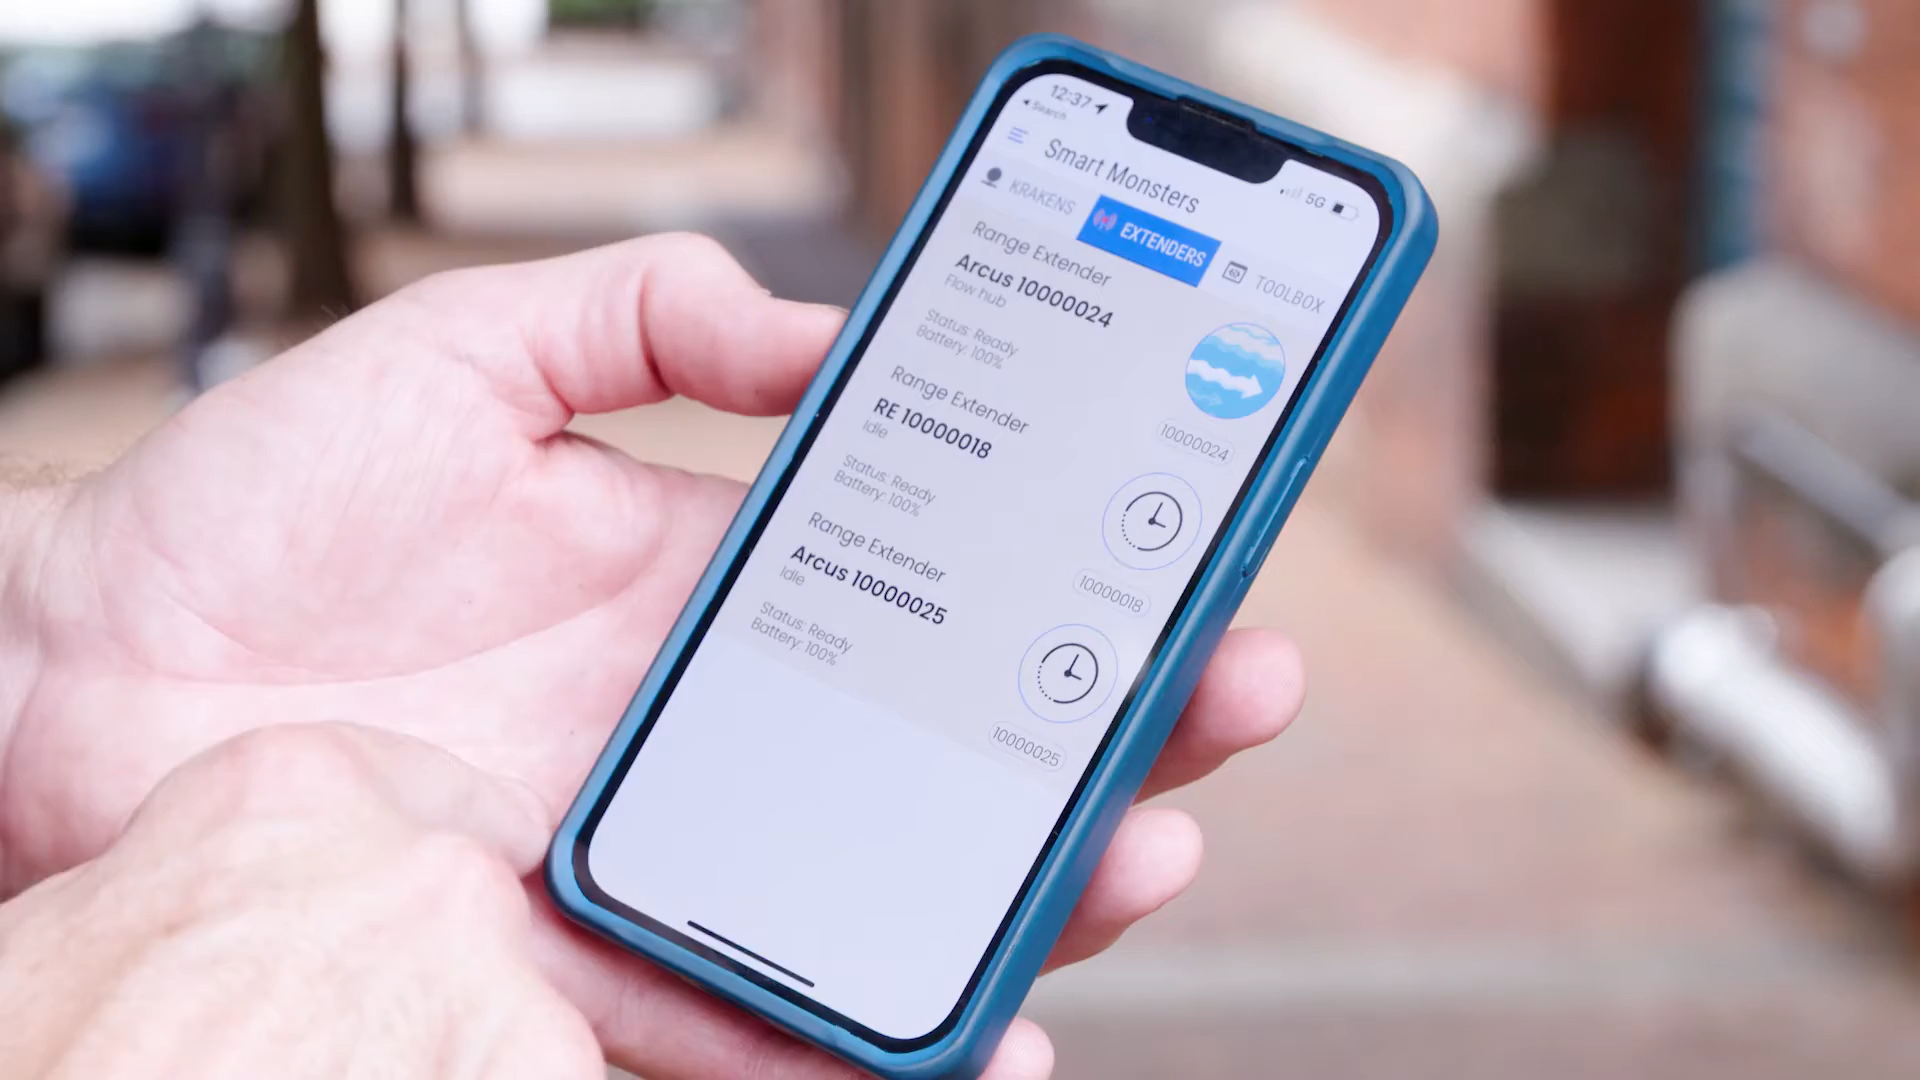 12:37
Search
5G
Smart Monsters
KRAKENS
EXTENDERS
TOOLBOX
Range Extender
Arcus 10000024
Flow hub
Status: Ready
Battery: 100%
10000024
Range Extender
RE 10000018
Idle
Status: Ready
Battery: 100%
10000018
Range Extender
Arcus 10000025
Idle
Status: Ready
Battery: 100%
10000025